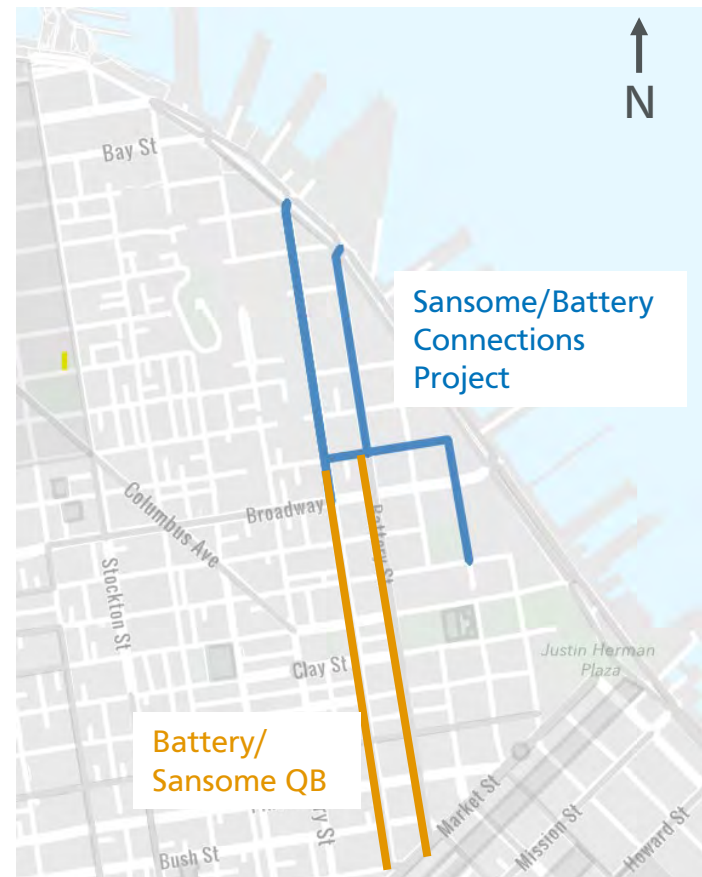 N
Bay St
Sansome/Battery
Connections
Project
Columbus Ave
Broadway
Battery St
Stockton St
Clay St
Justin Herman
Plaza
Battery/
Sansome QB
Market St
Mission St
Howard St
Bush St